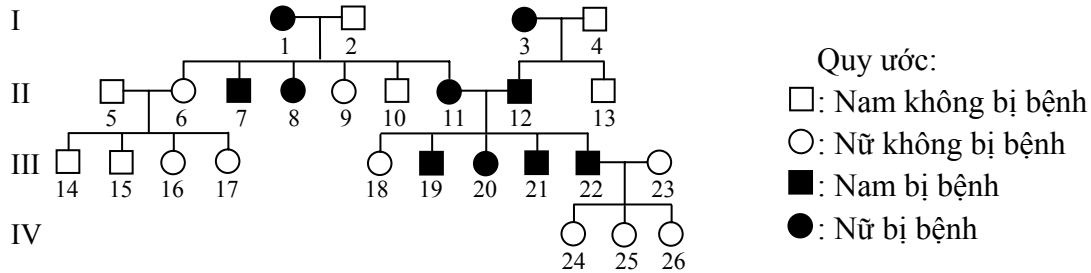 I
1 2 3 4
Quy ước:
II
5 6 7 8 9 10 11 12 13
: Nam không bị bệnh
: Nữ không bị bệnh
III
14 15 16 17 18 19 20 21 22 23
: Nam bị bệnh
IV
: Nữ bị bệnh
24 25 26